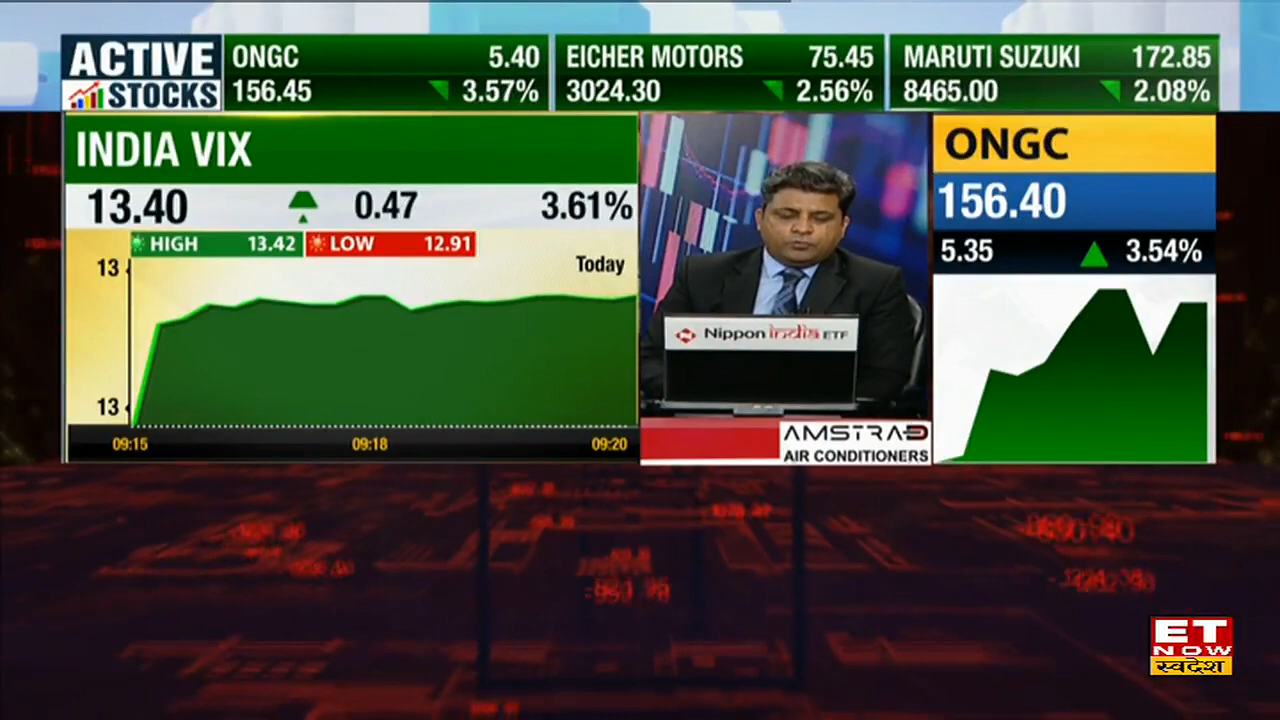 ACTIVE STOCKS
ONGC 5.40
156.45 3.57%
EICHER MOTORS 75.45
3024.30 2.56%
MARUTI SUZUKI 172.85
8465.00 2.08%
INDIA VIX
13.40 0.47 3.61%
HIGH 13.42 LOW 12.91
Today
13
13
09:15 09:18 09:20
Nippon india ETF
AMSTRAD
AIR CONDITIONERS
ONGC
156.40
5.35 3.54%
ET
NOW
स्वदेश